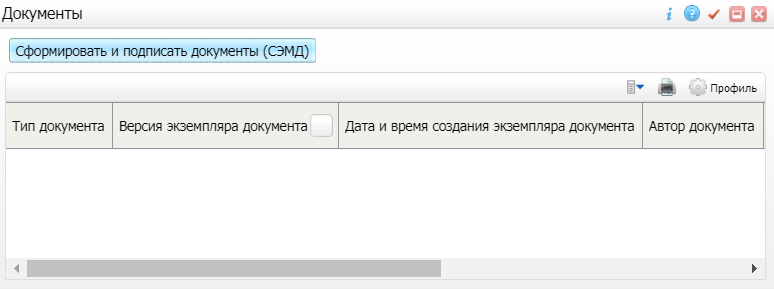 Документы
Сформировать и подписать документы (СЭМД)
Профиль
Тип документа Версия экземпляра документа Дата и время создания экземпляра документа Автор документа